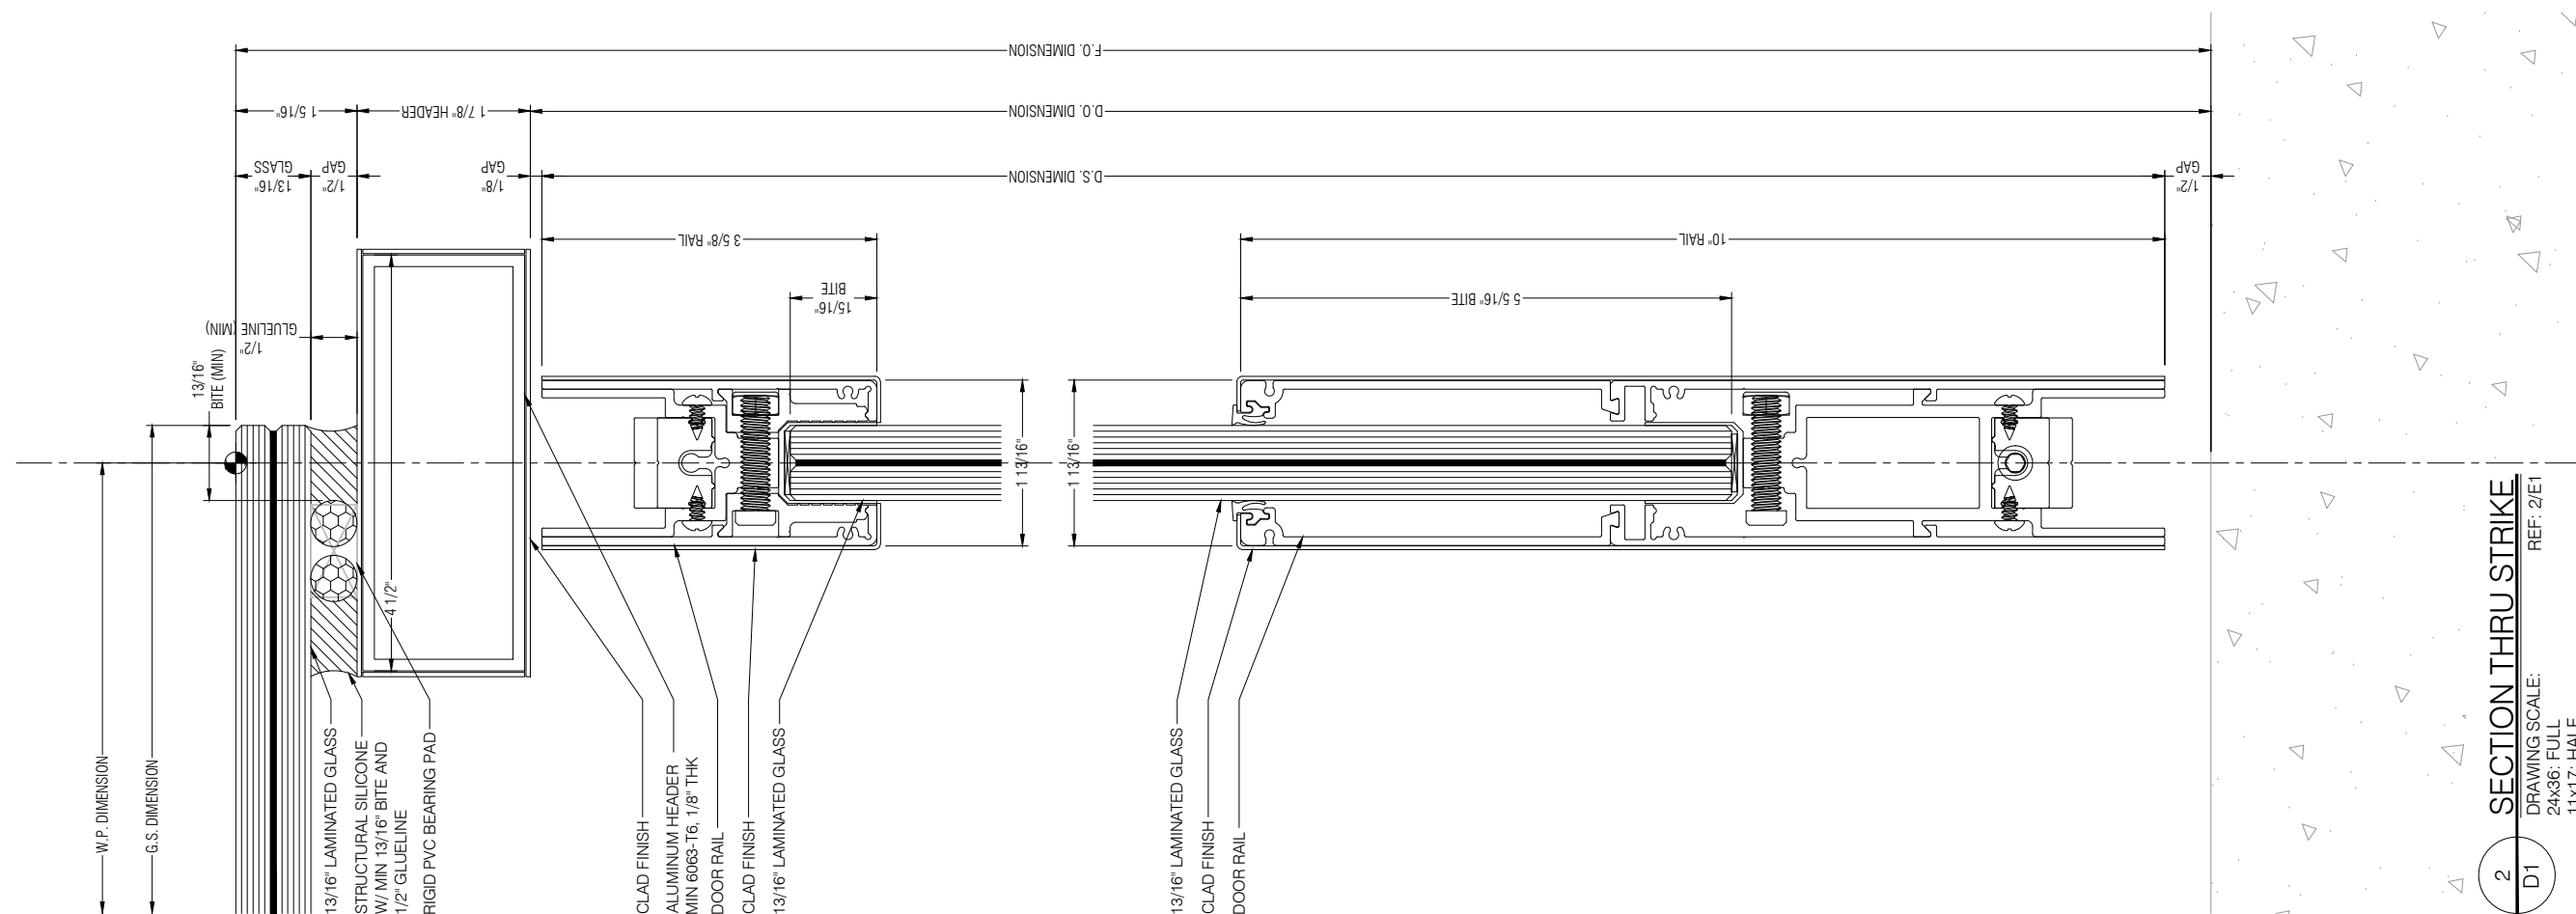 F.O. DIMENSION
1 5/16"
1 7/8" HEADER
D.O. DIMENSION
13/16"
GLASS
1/2"
GAP
1/8"
GAP
D.S. DIMENSION
1/2"
GAP
3 5/8" RAIL
10" RAIL
15/16"
BITE
5 5/16" BITE
1/2"
GLUELINE (MIN)
13/16"
BITE (MIN)
4 1/2"
1 13/16"
1 13/16"
W.P. DIMENSION
G.S. DIMENSION
13/16" LAMINATED GLASS
STRUCTURAL SILICONE
W/ MIN 13/16" BITE AND
1/2" GLUELINE
RIGID PVC BEARING PAD
CLAD FINISH
ALUMINUM HEADER
MIN 6063-T6, 1/8" THK
DOOR RAIL
CLAD FINISH
13/16" LAMINATED GLASS
13/16" LAMINATED GLASS
CLAD FINISH
DOOR RAIL
2
D1
SECTION THRU STRIKE
DRAWING SCALE:
REF: 2/E1
24x36: FULL
11x17: HALF